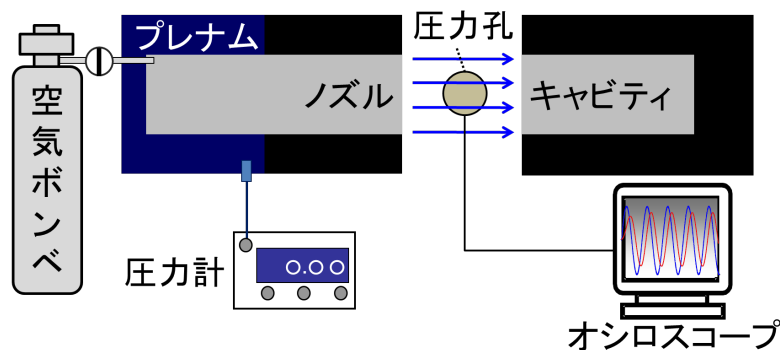 プレナム
圧力孔
ノズル
キャビティ
空気ボンベ
圧力計
0.00
オシロスコープ